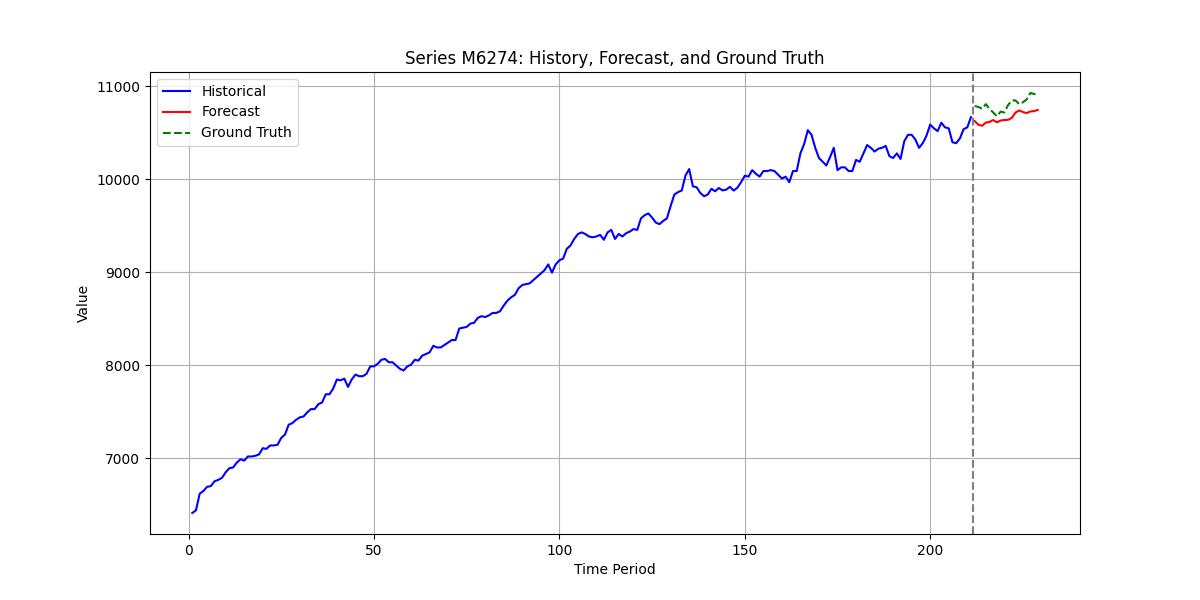 Series M6274: History, Forecast, and Ground Truth
Historical
Forecast
Ground Truth
11000
10000
9000
8000
7000
Value
0 50 100 150 200
Time Period